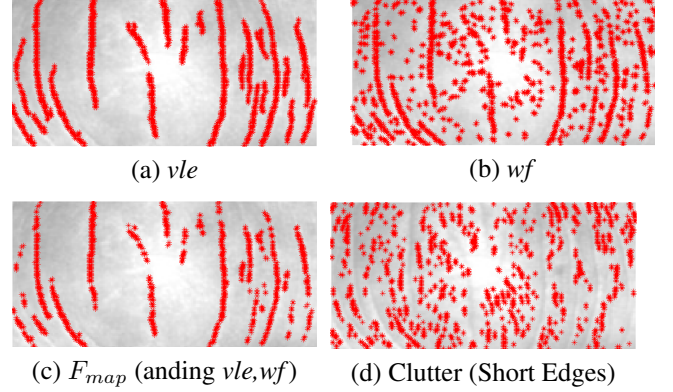 (a) vle
(b) wf
(c) F_map (anding vle,wf)
(d) Clutter (Short Edges)